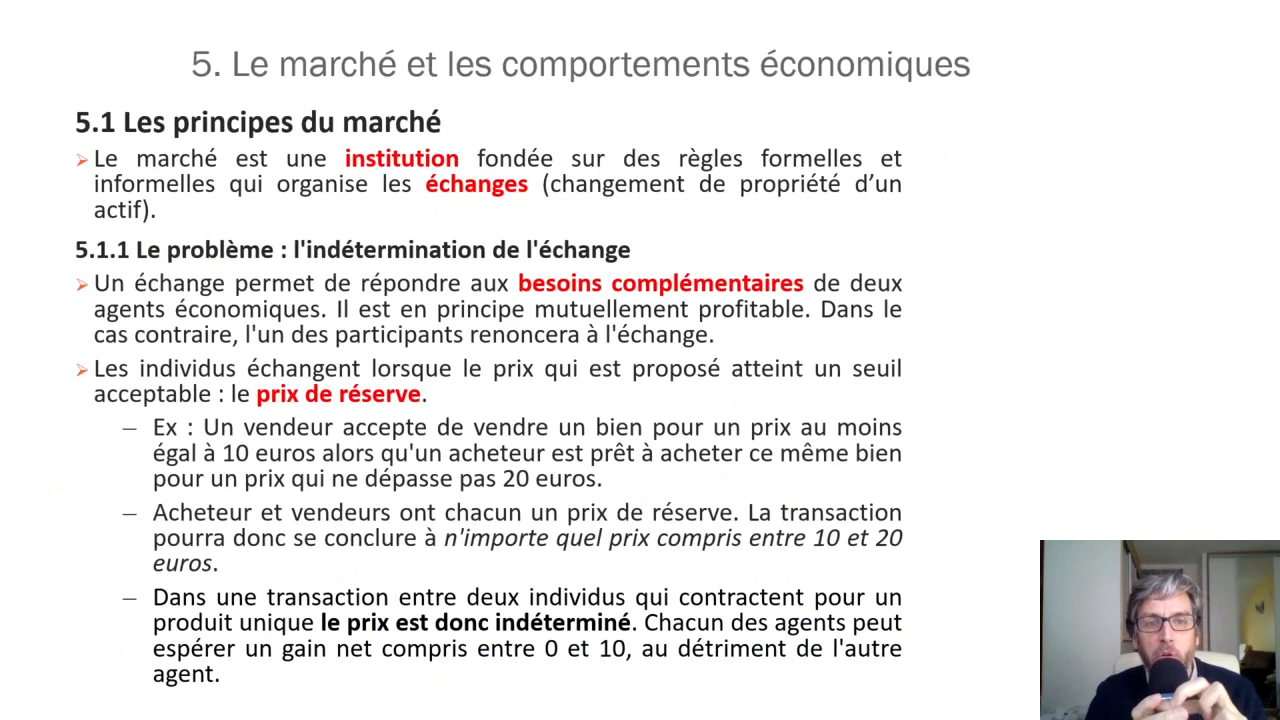 5. Le marché et les comportements économiques
5.1 Les principes du marché
Le marché est une institution fondée sur des règles formelles et
informelles qui organise les échanges (changement de propriété d’un
actif).
5.1.1 Le problème : l'indétermination de l'échange
Un échange permet de répondre aux besoins complémentaires de deux
agents économiques. Il est en principe mutuellement profitable. Dans le
cas contraire, l'un des participants renoncera à l'échange.
Les individus échangent lorsque le prix qui est proposé atteint un seuil
acceptable : le prix de réserve.
– Ex : Un vendeur accepte de vendre un bien pour un prix au moins
égal à 10 euros alors qu'un acheteur est prêt à acheter ce même bien
pour un prix qui ne dépasse pas 20 euros.
– Acheteur et vendeurs ont chacun un prix de réserve. La transaction
pourra donc se conclure à n'importe quel prix compris entre 10 et 20
euros.
– Dans une transaction entre deux individus qui contractent pour un
produit unique le prix est donc indéterminé. Chacun des agents peut
espérer un gain net compris entre 0 et 10, au détriment de l'autre
agent.